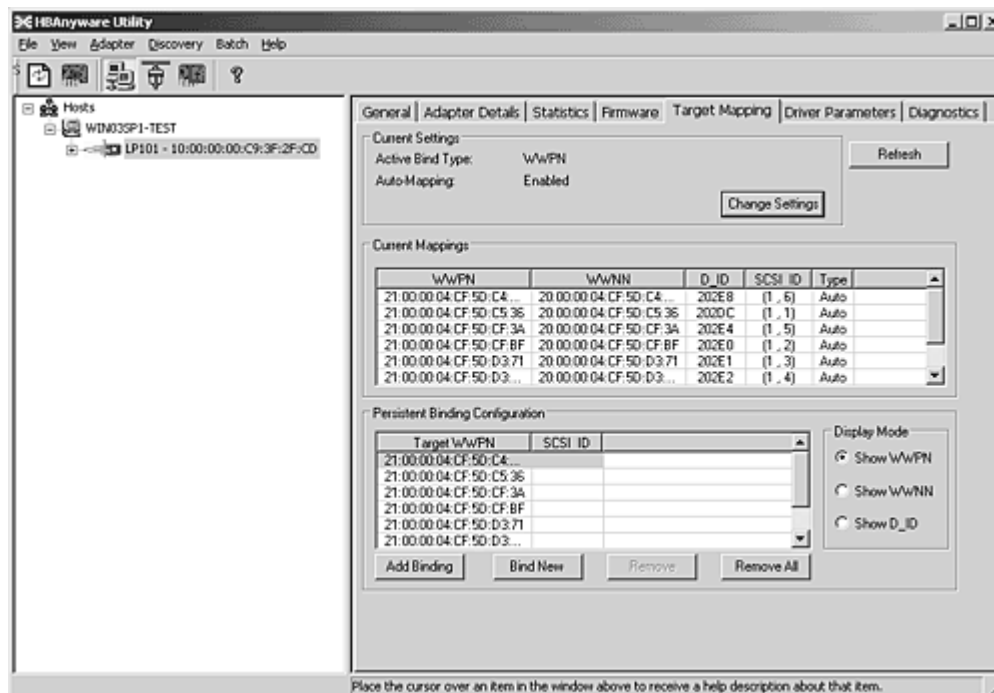 HBAnyware Utility
File View Adapter Discovery Batch Help
Hosts
WIN03SP1-TEST
LP101 - 10:00:00:00:C9:3F:2F:CD
General Adapter Details Statistics Firmware Target Mapping Driver Parameters Diagnostics
Current Settings
Active Bind Type: WWPN
Auto-Mapping: Enabled
Refresh
Change Settings
Current Mappings
WWPN WWNN D_ID SCSI ID Type
21:00:00:04:CF:5D:C4:... 20:00:00:04:CF:5D:C4:... 202E8 (1 , 6) Auto
21:00:00:04:CF:5D:C5:36 20:00:00:04:CF:5D:C5:36 202DC (1 , 1) Auto
21:00:00:04:CF:5D:CF:3A 20:00:00:04:CF:5D:CF:3A 202E4 (1 , 5) Auto
21:00:00:04:CF:5D:CF:BF 20:00:00:04:CF:5D:CF:BF 202E0 (1 , 2) Auto
21:00:00:04:CF:5D:D3:71 20:00:00:04:CF:5D:D3:71 202E1 (1 , 3) Auto
21:00:00:04:CF:5D:D3:... 20:00:00:04:CF:5D:D3:... 202E2 (1 , 4) Auto
Persistent Binding Configuration
Target WWPN SCSI ID
21:00:00:04:CF:5D:C4:...
21:00:00:04:CF:5D:C5:36
21:00:00:04:CF:5D:CF:3A
21:00:00:04:CF:5D:CF:BF
21:00:00:04:CF:5D:D3:71
21:00:00:04:CF:5D:D3:...
Display Mode
Show WWPN
Show WWNN
Show D_ID
Add Binding Bind New Remove Remove All
Place the cursor over an item in the window above to receive a help description about that item.